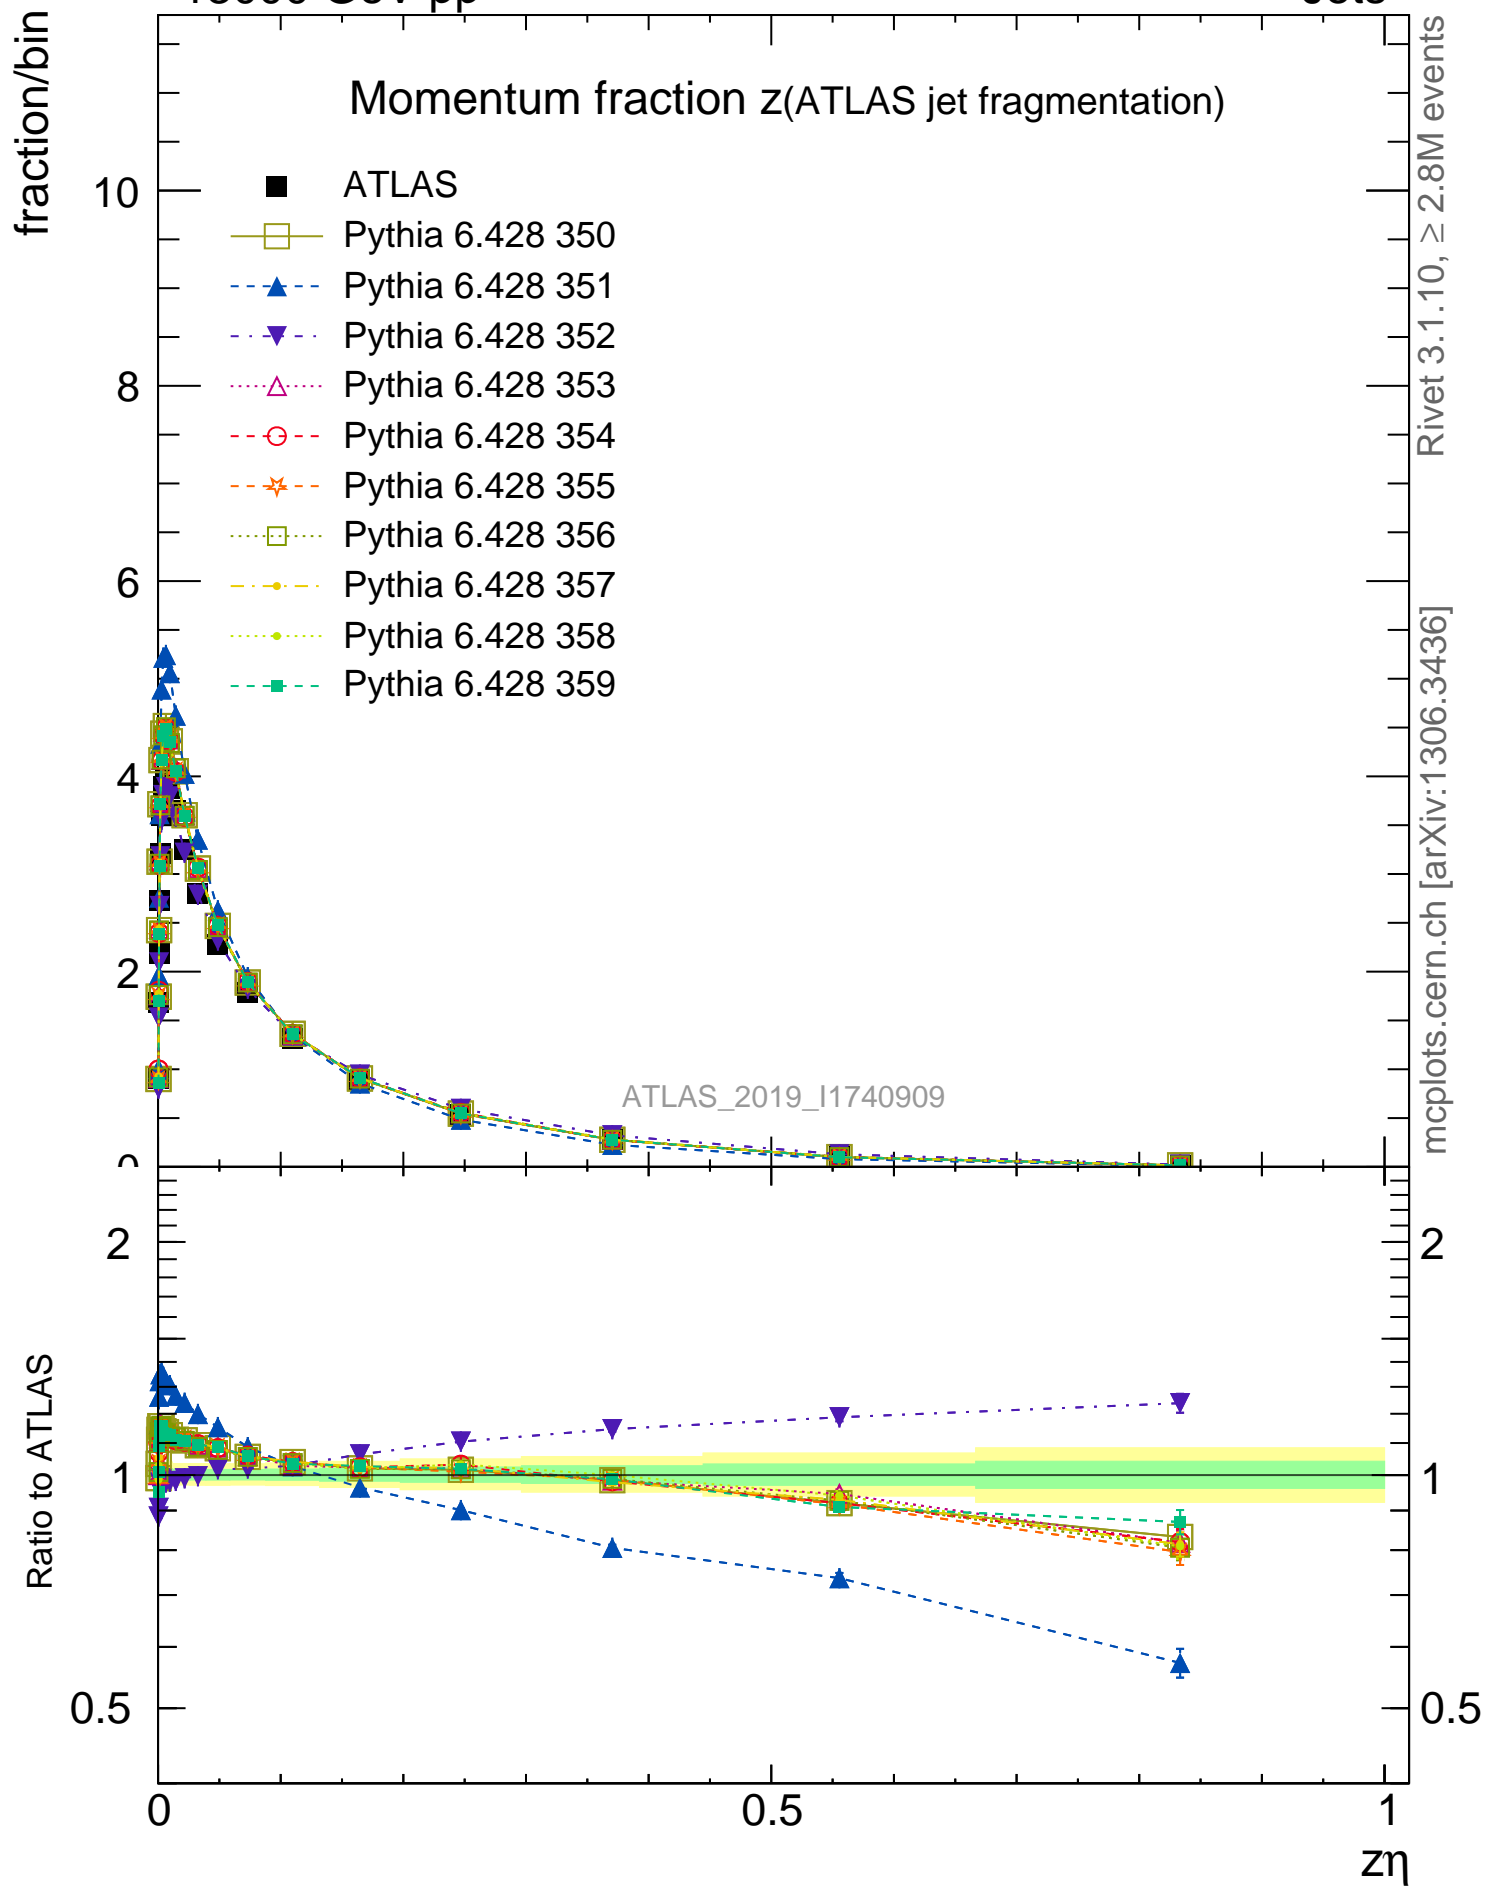 fraction/bin
Momentum fraction z(ATLAS jet fragmentation)
ATLAS
Pythia 6.428 350
Pythia 6.428 351
Pythia 6.428 352
Pythia 6.428 353
Pythia 6.428 354
Pythia 6.428 355
Pythia 6.428 356
Pythia 6.428 357
Pythia 6.428 358
Pythia 6.428 359
10
8
6
4
2
0
ATLAS_2019_I1740909
Rivet 3.1.10, ≥ 2.8M events
mcplots.cern.ch [arXiv:1306.3436]
Ratio to ATLAS
2
1
0.5
2
1
0.5
0
0.5
1
zη